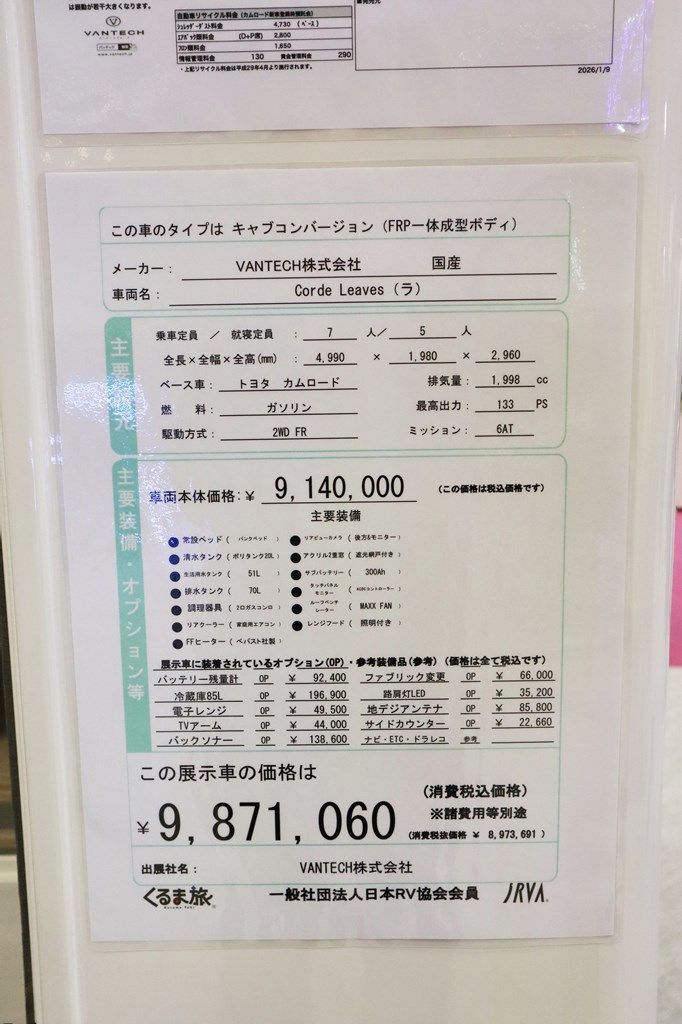 は振動が若干大きくなります。
VANTECH
www.vantech.jp
自動車リサイクル料金 (カムロード新車登録時預託金)
シュレッダーダスト料金 4,730 (ベース)
エアバッグ類料金 (D+P席) 2,800
フロン類料金 1,650
情報管理料金 130 資金管理料金 290
・上記リサイクル料金は平成29年4月より施行されます。
2026/1/9
この車のタイプは キャブコンバージョン (FRP一体成型ボディ)
メーカー： VANTECH株式会社 国産
車両名： Corde Leaves (ラ)
主要諸元
乗車定員 ／ 就寝定員 ： 7 人／ 5 人
全長×全幅×全高(mm) ： 4,990 × 1,980 × 2,960
ベース車： トヨタ カムロード 排気量： 1,998 cc
燃 料： ガソリン 最高出力： 133 PS
駆動方式： 2WD FR ミッション： 6AT
主要装備・オプション等
車両本体価格：￥ 9,140,000 (この価格は税込価格です)
主要装備
●常設ベッド ( バンクベッド ) ●リアビューカメラ ( 後方&モニター )
●清水タンク ( ポリタンク20L ) ●アクリル2重窓 ( 遮光網戸付き )
●生活用水タンク ( 51L ) ●サブバッテリー ( 300Ah )
●排水タンク ( 70L ) ●タッチパネルモニター ( ACDCコントローラー )
●調理器具 ( 2口ガスコンロ ) ●ルーフベンチレーター ( MAXX FAN )
●リアクーラー ( 家庭用エアコン ) ●レンジフード ( 照明付き )
●FFヒーター ( ベバスト社製 )
展示車に装着されているオプション(OP)・参考装備品(参考) (価格は全て税込です)
バッテリー残量計 OP ￥ 92,400 ファブリック変更 OP ￥ 66,000
冷蔵庫85L OP ￥ 196,900 路肩灯LED OP ￥ 35,200
電子レンジ OP ￥ 49,500 地デジアンテナ OP ￥ 85,800
TVアーム OP ￥ 44,000 サイドカウンター OP ￥ 22,660
バックソナー OP ￥ 138,600 ナビ・ETC・ドラレコ 参考
この展示車の価格は
￥ 9,871,060
(消費税込価格)
※諸費用等別途
(消費税抜価格 ￥ 8,973,691 )
出展社名： VANTECH株式会社
くるま旅 一般社団法人日本RV協会会員 JRVA